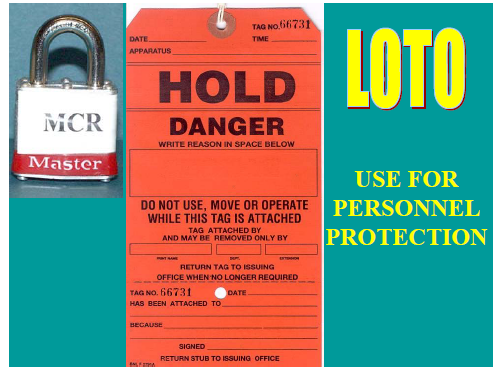 MCR
Master
TAG NO. 66731
DATE TIME
APPARATUS
HOLD
DANGER
WRITE REASON IN SPACE BELOW
DO NOT USE, MOVE OR OPERATE
WHILE THIS TAG IS ATTACHED
TAG ATTACHED BY
AND MAY BE REMOVED ONLY BY
PRINT NAME DEPT. EXTENSION
RETURN TAG TO ISSUING
OFFICE WHEN NO LONGER REQUIRED
TAG NO. 66731 DATE
HAS BEEN ATTACHED TO
BECAUSE
SIGNED
RETURN STUB TO ISSUING OFFICE
LOTO
USE FOR
PERSONNEL
PROTECTION